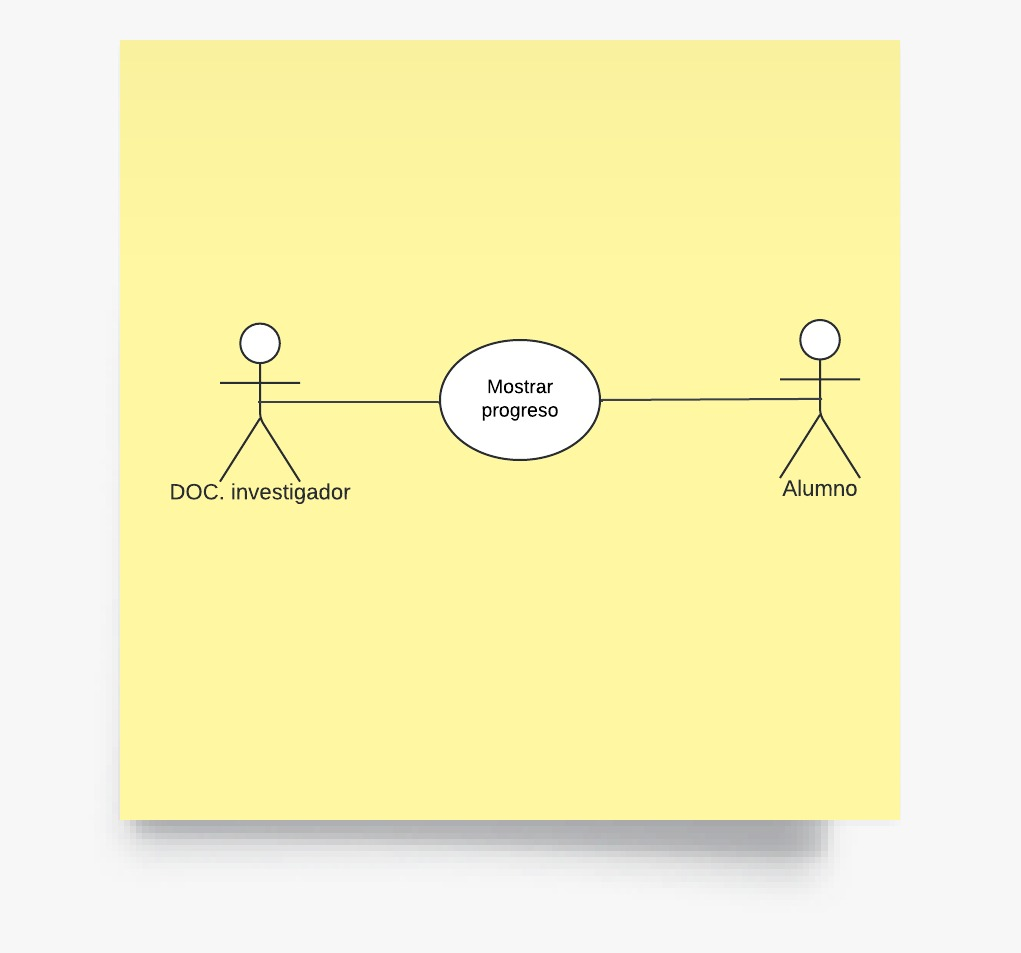 Mostrar
progreso
DOC. investigador
Alumno